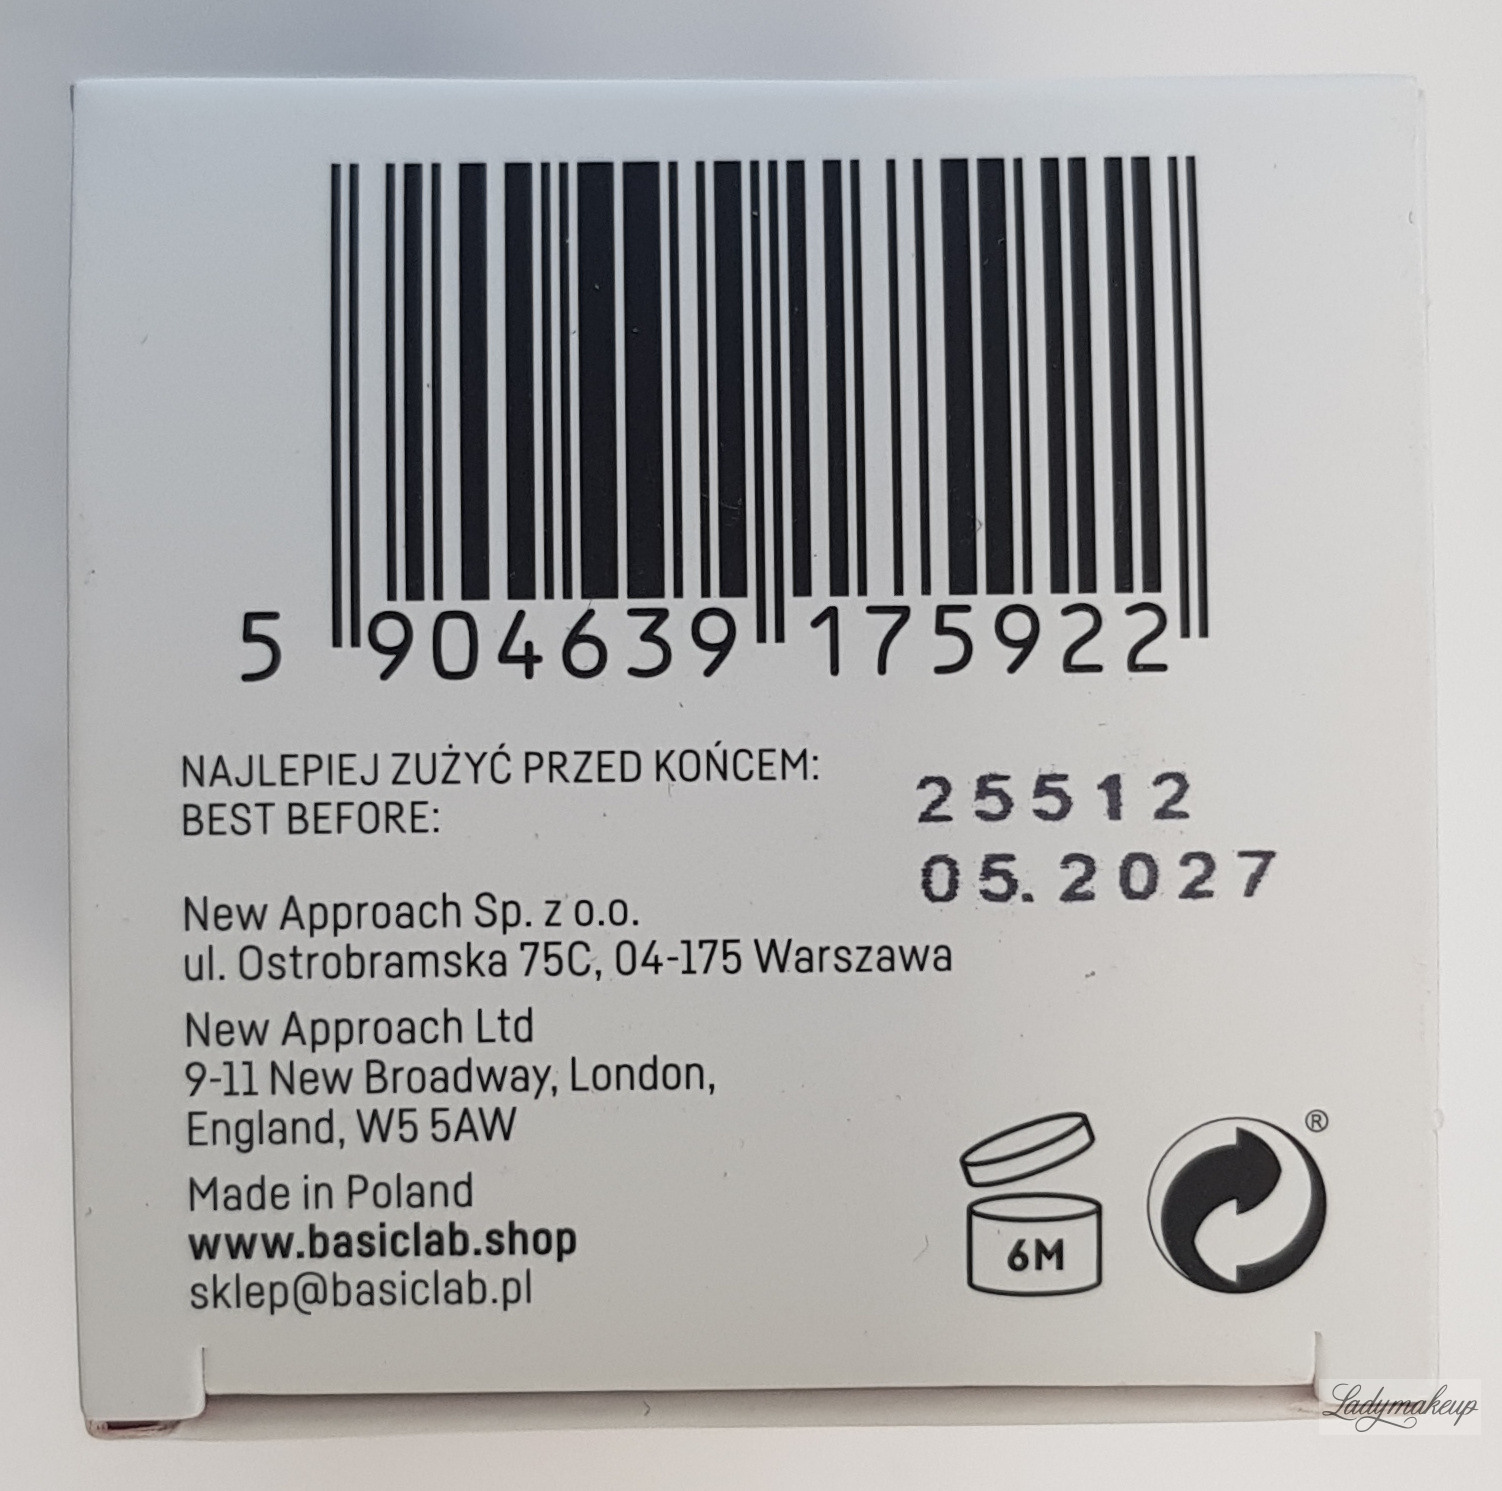 5 904639 175922
NAJLEPIEJ ZUŻYĆ PRZED KOŃCEM:
BEST BEFORE:
25512
05.2027
New Approach Sp. z o.o.
ul. Ostrobramska 75C, 04-175 Warszawa
New Approach Ltd
9-11 New Broadway, London,
England, W5 5AW
Made in Poland
www.basiclab.shop
sklep@basiclab.pl
6M
®
Ladymakeup